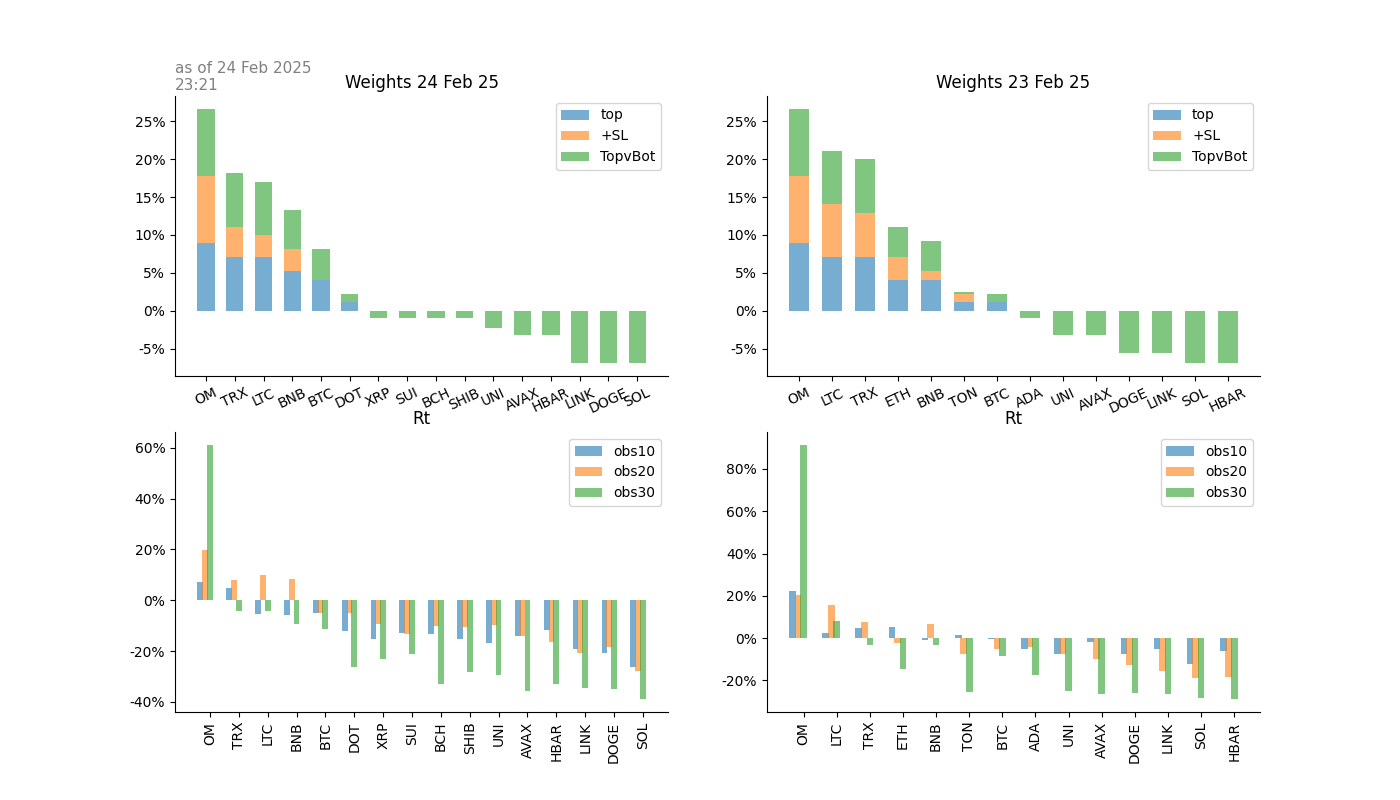 as of 24 Feb 2025
23:21
Weights 24 Feb 25
25%
20%
15%
10%
5%
0%
-5%
top
+SL
TopvBot
OM TRX LTC BNB BTC DOT XRP SUI BCH SHIB UNI AVAX HBAR LINK DOGE SOL
Weights 23 Feb 25
25%
20%
15%
10%
5%
0%
-5%
top
+SL
TopvBot
OM LTC TRX ETH BNB TON BTC ADA UNI AVAX DOGE LINK SOL HBAR
Rt
60%
40%
20%
0%
-20%
-40%
obs10
obs20
obs30
OM TRX LTC BNB BTC DOT XRP SUI BCH SHIB UNI AVAX HBAR LINK DOGE SOL
Rt
80%
60%
40%
20%
0%
-20%
obs10
obs20
obs30
OM LTC TRX ETH BNB TON BTC ADA UNI AVAX DOGE LINK SOL HBAR